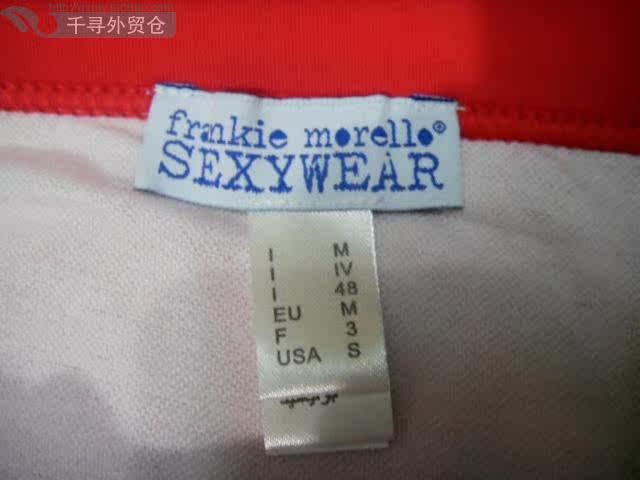 千寻外贸仓
frankie morello®
SEXYWEAR
I M
I IV
I 48
EU M
F 3
USA S